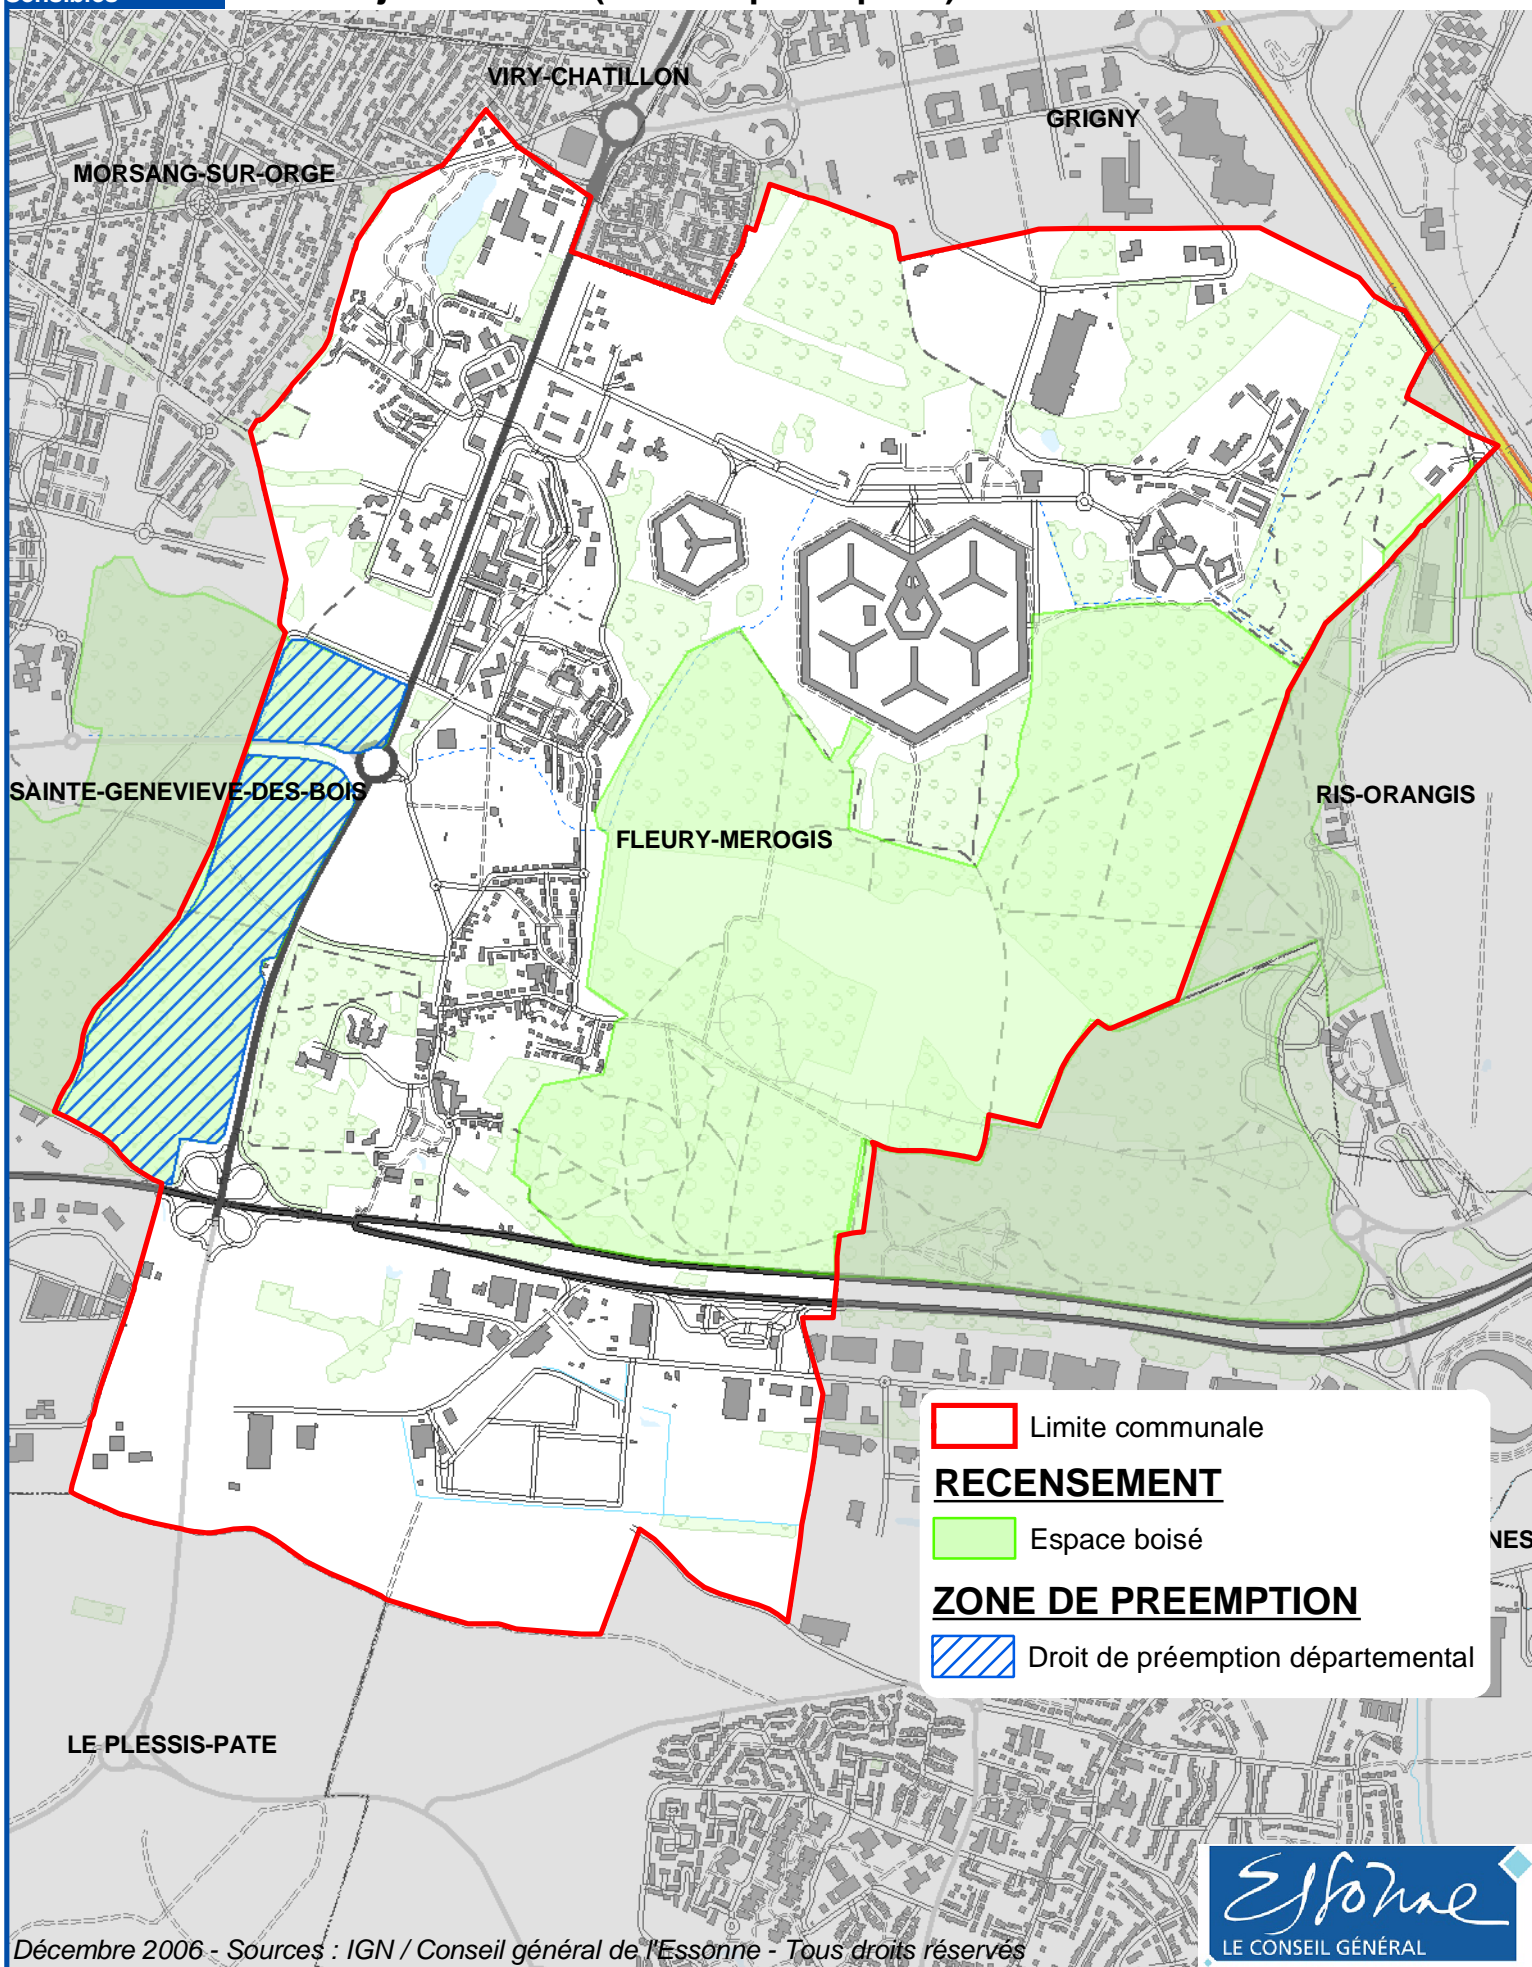 VIRY-CHATILLON
GRIGNY
MORSANG-SUR-ORGE
SAINTE-GENEVIEVE-DES-BOIS
RIS-ORANGIS
FLEURY-MEROGIS
Limite communale
RECENSEMENT
Espace boisé
NES
ZONE DE PREEMPTION
Droit de préemption départemental
LE PLESSIS-PATE
Essonne
LE CONSEIL GÉNÉRAL
Décembre 2006 - Sources : IGN / Conseil général de l'Essonne - Tous droits réservés